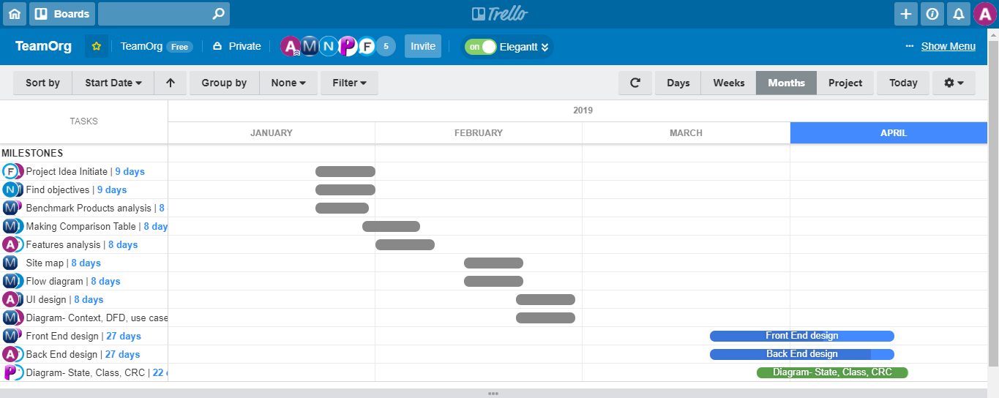 Boards Trello A
TeamOrg TeamOrg Free Private A M N P F 5 Invite on Elegantt ··· Show Menu
Sort by Start Date Group by None Filter Days Weeks Months Project Today
TASKS 2019
JANUARY FEBRUARY MARCH APRIL
MILESTONES
F Project Idea Initiate | 9 days
N Find objectives | 9 days
M Benchmark Products analysis | 8
M Making Comparison Table | 8 day
A Features analysis | 8 days
M Site map | 8 days
M Flow diagram | 8 days
A UI design | 8 days
M Diagram- Context, DFD, use case
M Front End design | 27 days Front End design
A Back End design | 27 days Back End design
P Diagram- State, Class, CRC | 22 Diagram- State, Class, CRC